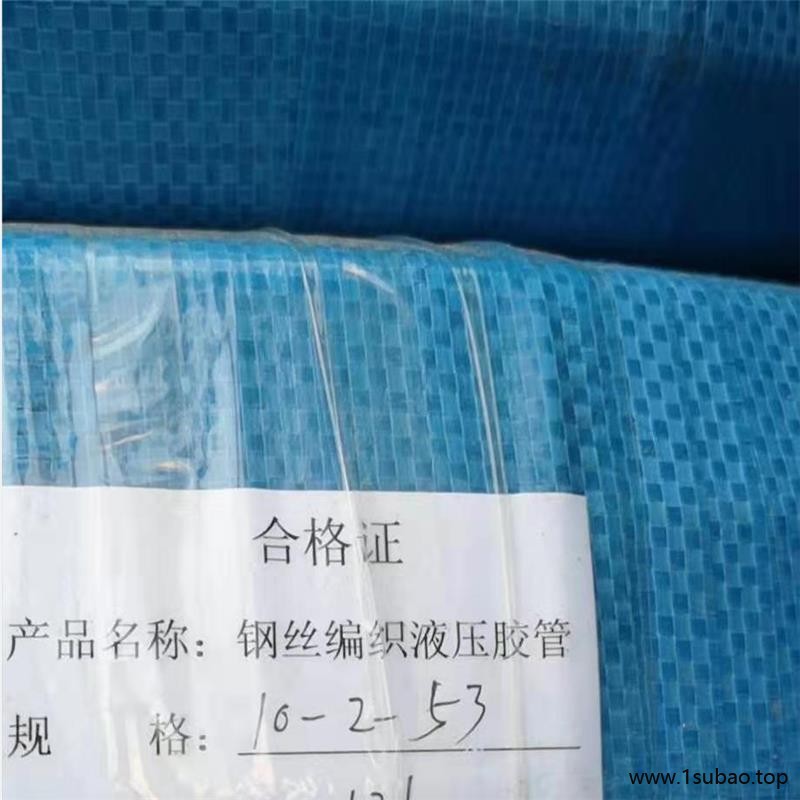 合格证
产品名称：钢丝编织液压胶管
规 格：10-2-53
www.1subao.top